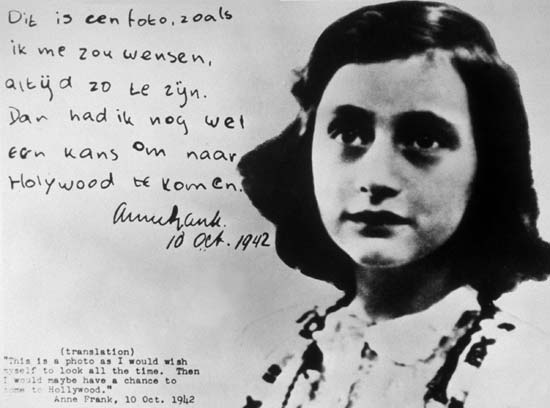 Dit is een foto, zoals
ik me zou wensen,
altijd zo te zijn.
Dan had ik nog wel
een kans om naar
Holywood te komen.
Annefrank.
10 Oct. 1942
(translation)
"This is a photo as I would wish
myself to look all the time. Then
I would maybe have a chance to
come to Hollywood."
Anne Frank, 10 Oct. 1942